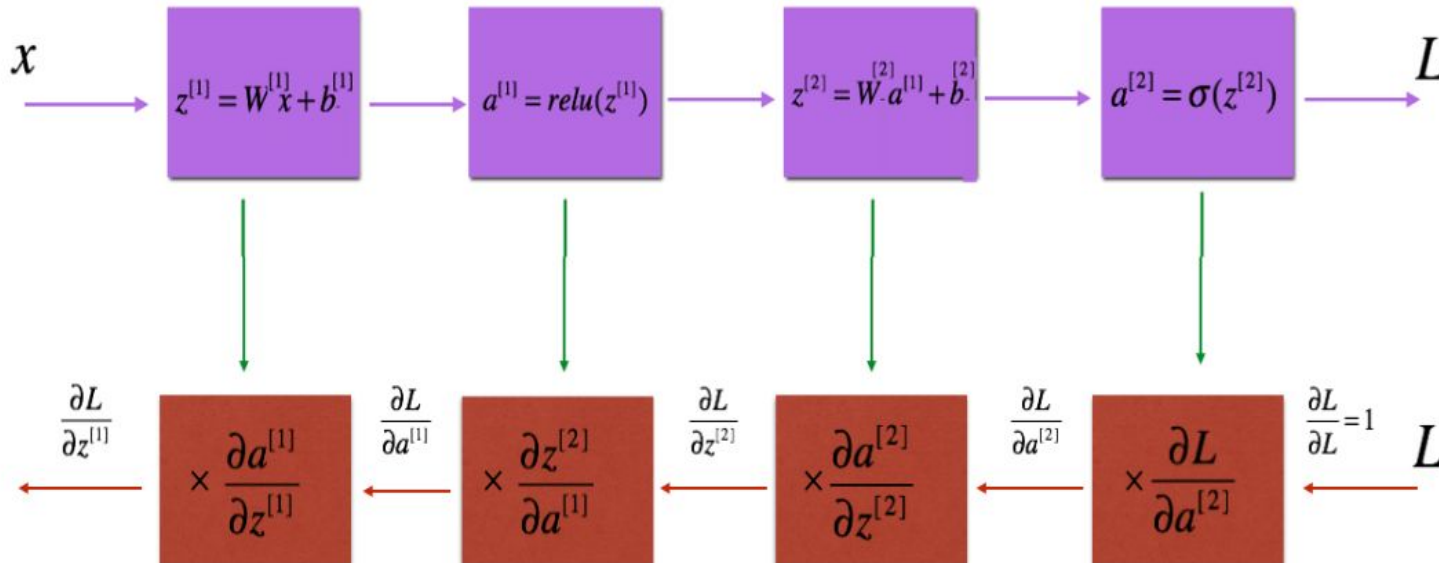 x
z^[1] = W^[1] x + b^[1]
a^[1] = relu(z^[1])
z^[2] = W^[2] a^[1] + b^[2]
a^[2] = σ(z^[2])
L
∂L/∂z^[1]
× ∂a^[1]/∂z^[1]
∂L/∂a^[1]
× ∂z^[2]/∂a^[1]
∂L/∂z^[2]
× ∂a^[2]/∂z^[2]
∂L/∂a^[2]
× ∂L/∂a^[2]
∂L/∂L = 1
L